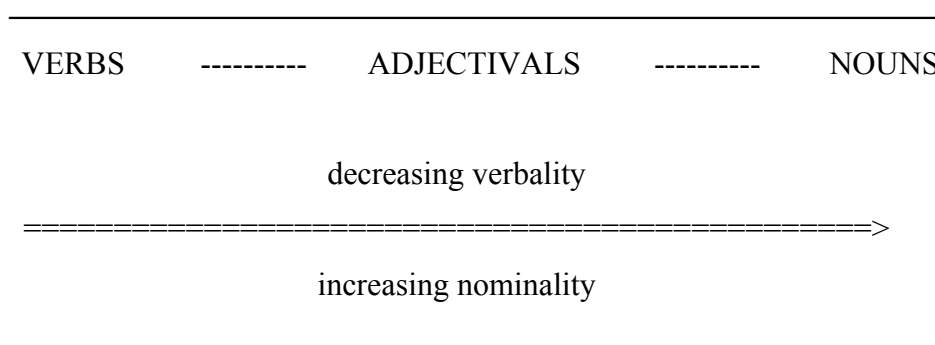 VERBS ---------- ADJECTIVALS ---------- NOUNS
decreasing verbality
===============================================>
increasing nominality